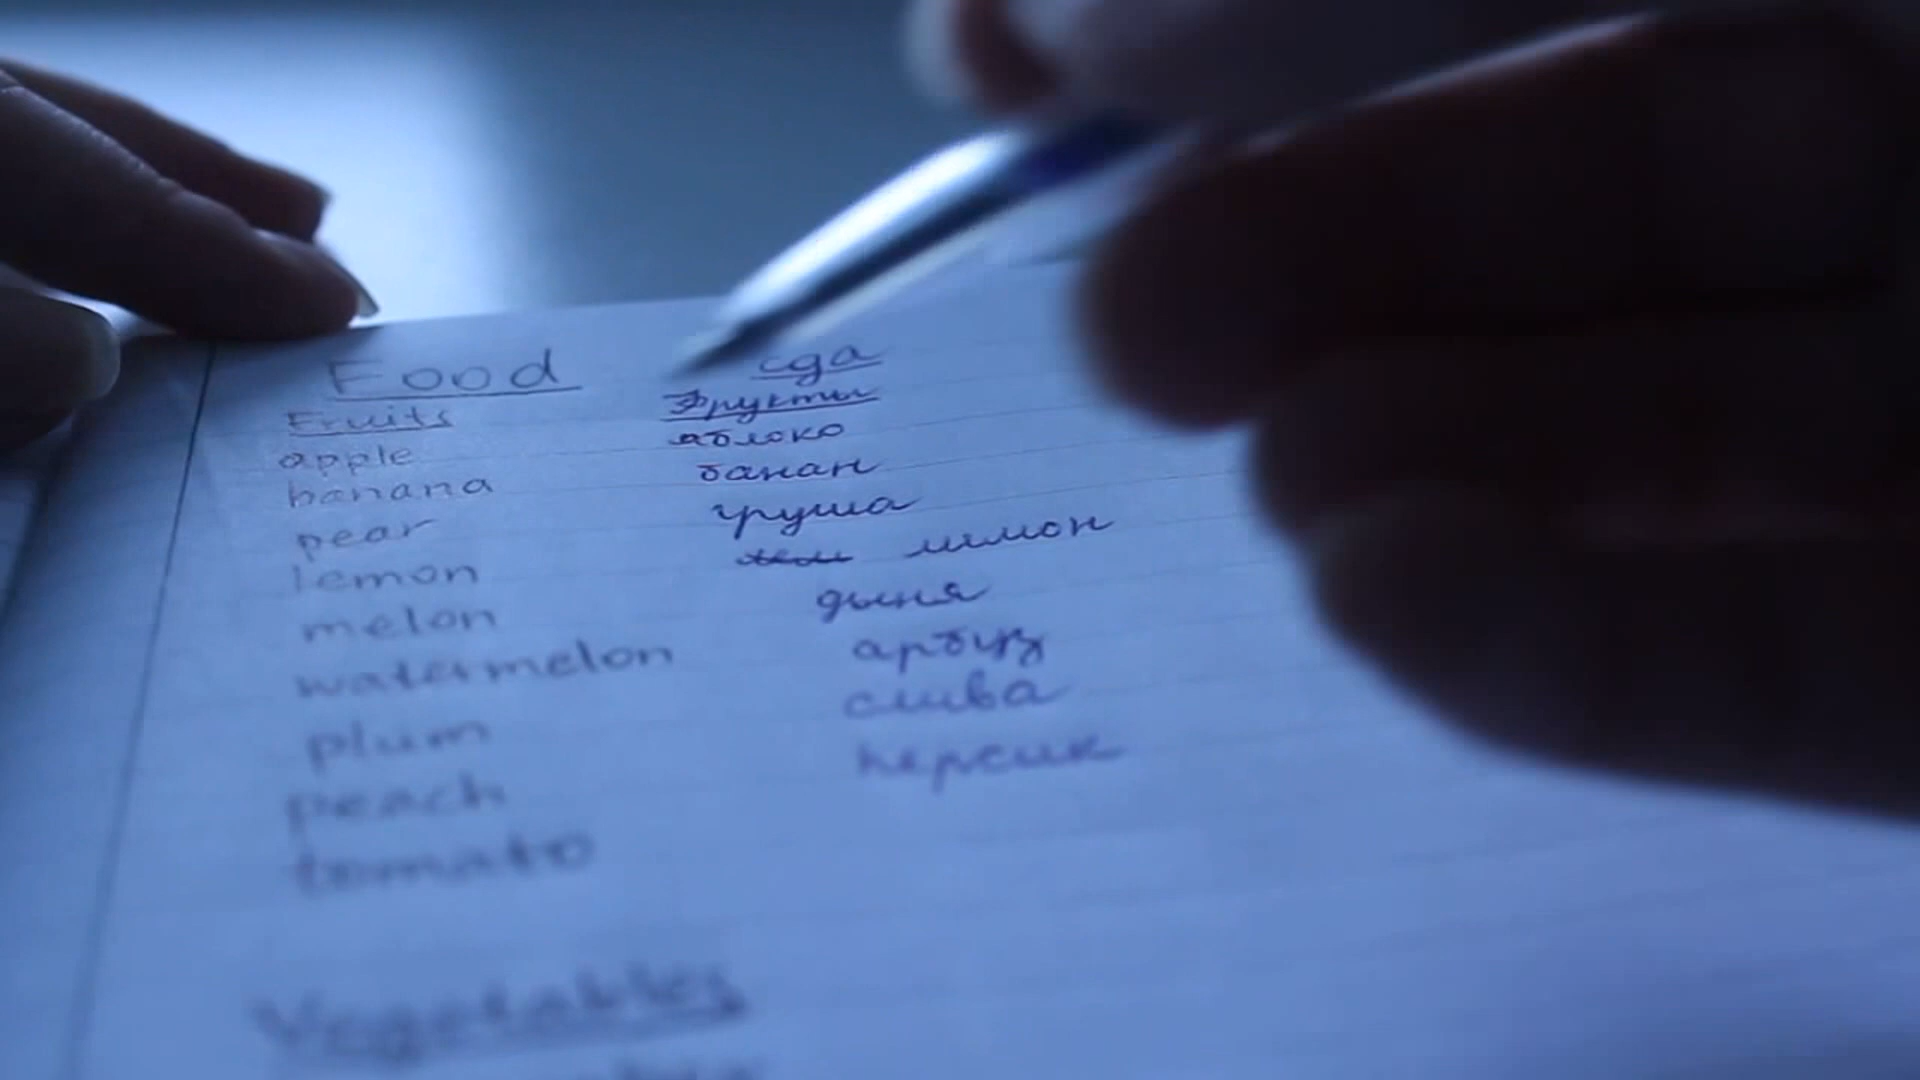 Food еда
Fruits Фрукты
apple яблоко
banana банан
pear груша
lemon лимон
melon дыня
watermelon арбуз
plum слива
peach персик
tomato
Vegetables